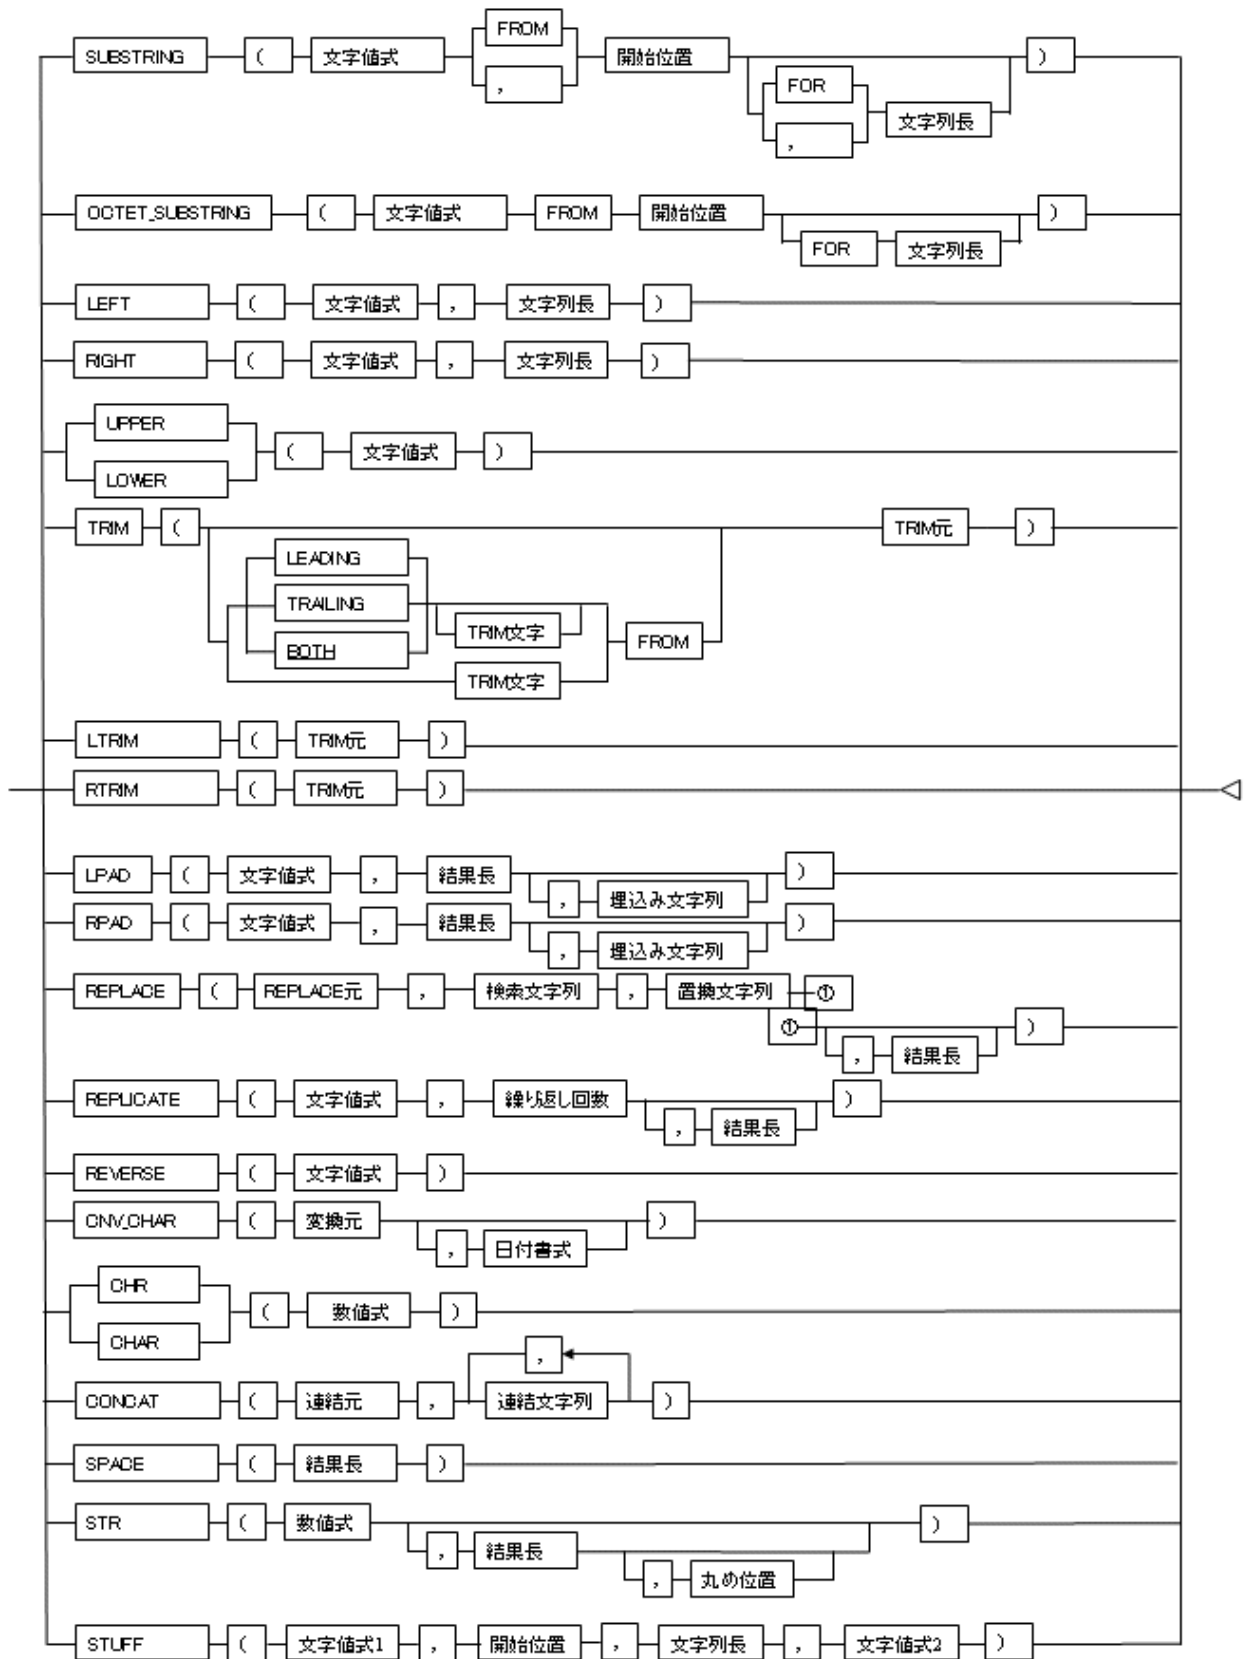 SUBSTRING ( 文字値式 FROM , 開始位置 FOR , 文字列長 )
OCTET_SUBSTRING ( 文字値式 FROM 開始位置 FOR 文字列長 )
LEFT ( 文字値式 , 文字列長 )
RIGHT ( 文字値式 , 文字列長 )
UPPER
LOWER
( 文字値式 )
TRIM ( TRIM元 )
LEADING
TRAILING
TRIM文字
BOTH
FROM
TRIM文字
LTRIM ( TRIM元 )
RTRIM ( TRIM元 )
LPAD ( 文字値式 , 結果長 , 埋込み文字列 )
RPAD ( 文字値式 , 結果長 , 埋込み文字列 )
REPLACE ( REPLACE元 , 検索文字列 , 置換文字列 ①
① , 結果長 )
REPLICATE ( 文字値式 , 繰り返し回数 , 結果長 )
REVERSE ( 文字値式 )
CNV_CHAR ( 変換元 , 日付書式 )
CHR
CHAR
( 数値式 )
,
CONCAT ( 連結元 , 連結文字列 )
SPACE ( 結果長 )
STR ( 数値式 , 結果長 , 丸め位置 )
STUFF ( 文字値式1 , 開始位置 , 文字列長 , 文字値式2 )